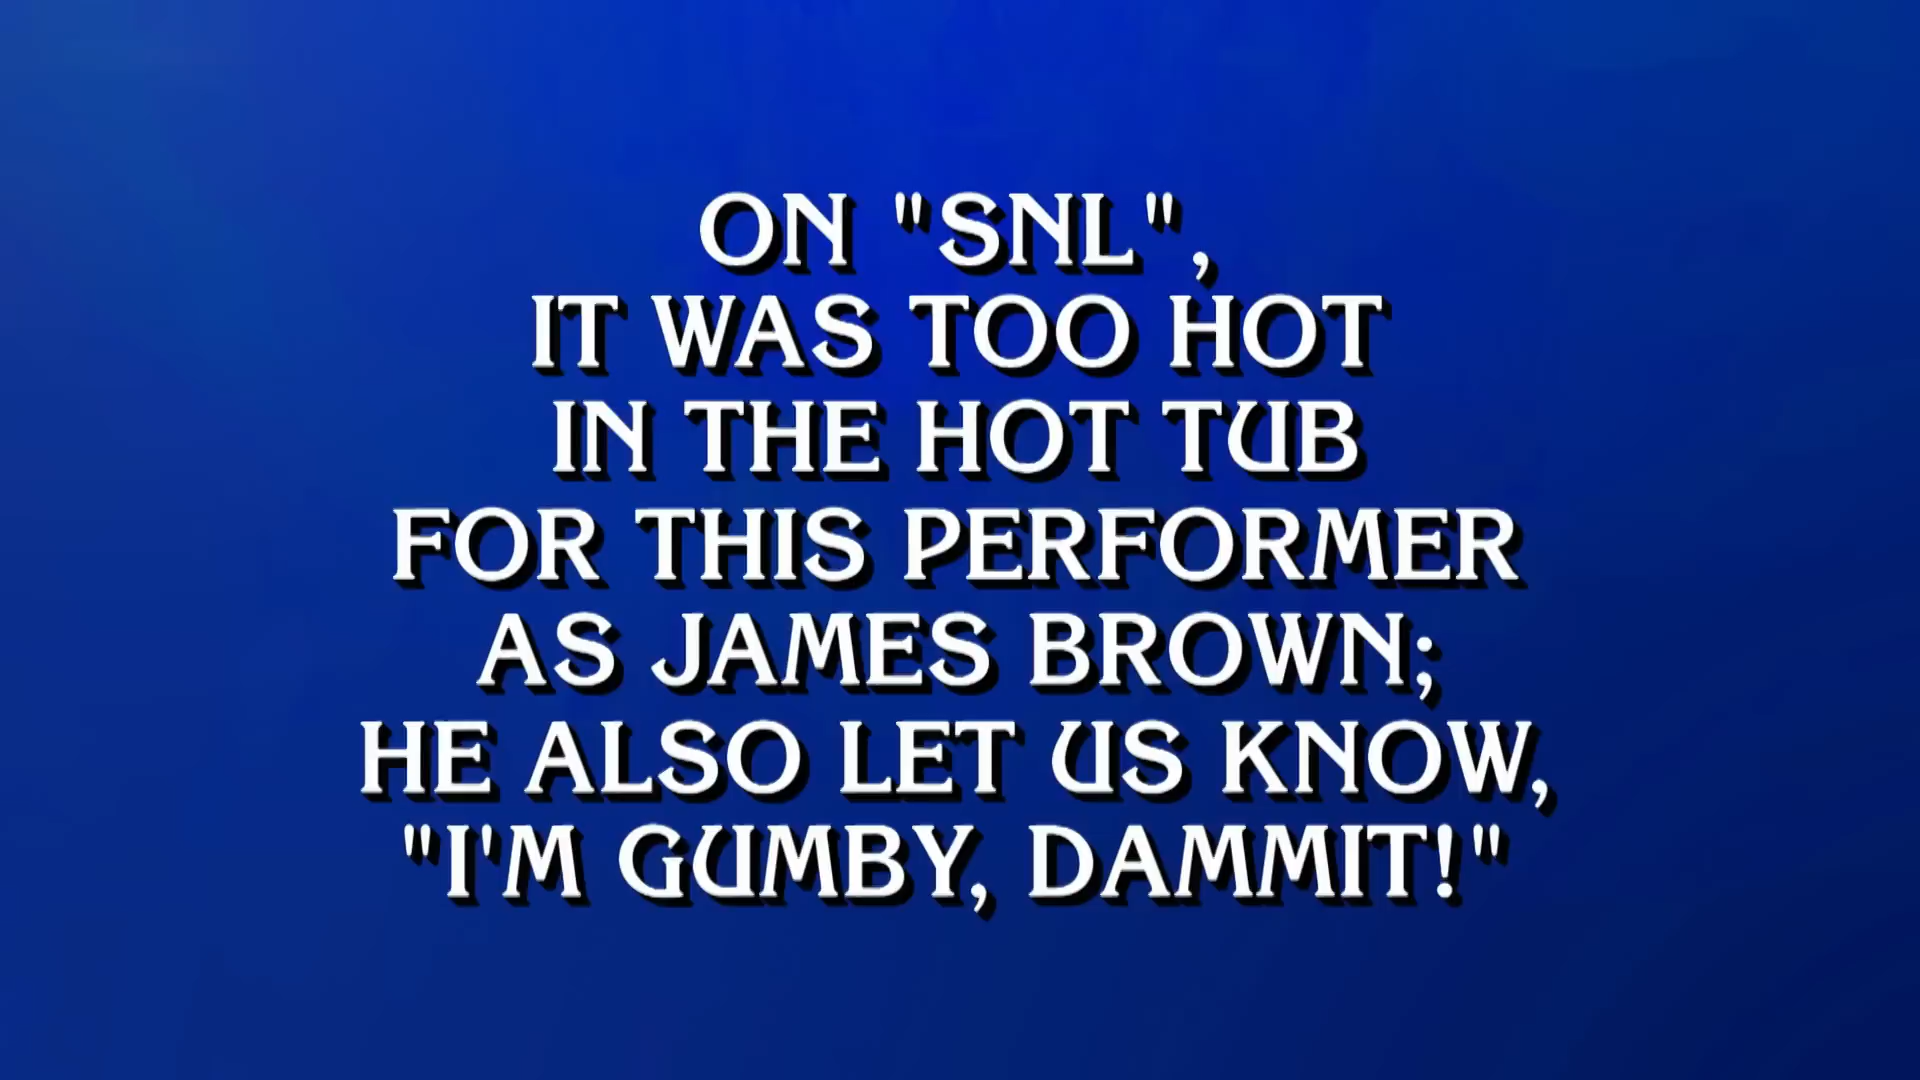 ON "SNL",
IT WAS TOO HOT
IN THE HOT TUB
FOR THIS PERFORMER
AS JAMES BROWN;
HE ALSO LET US KNOW,
"I'M GUMBY, DAMMIT!"